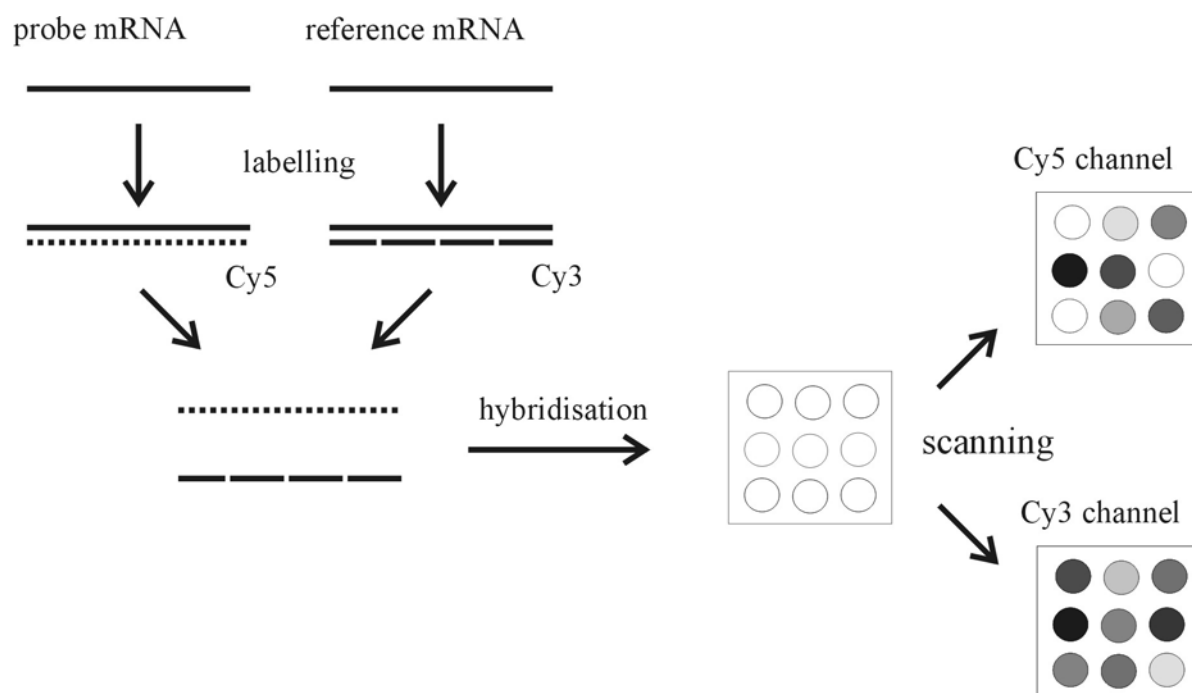 probe mRNA
reference mRNA
labelling
Cy5
Cy3
hybridisation
scanning
Cy5 channel
Cy3 channel